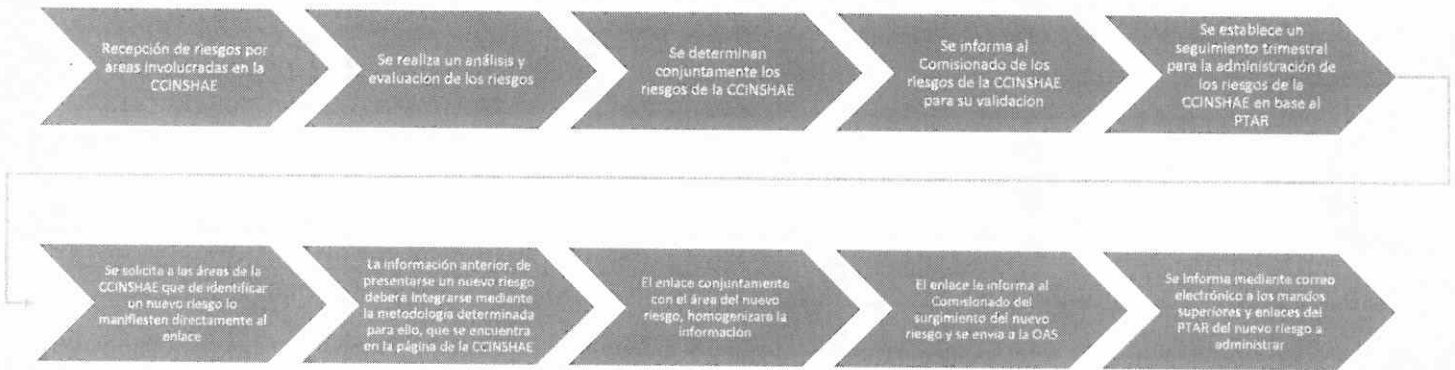 Recepción de riesgos por
áreas involucradas en la
CCINSHAE
Se realiza un análisis y
evaluación de los riesgos
Se determinan
conjuntamente los
riesgos de la CCINSHAE
Se informa al
Comisionado de los
riesgos de la CCINSHAE
para su validación
Se establece un
seguimiento trimestral
para la administración de
los riesgos de la
CCINSHAE en base al
PTAR
Se solicita a las áreas de la
CCINSHAE que de identificar
un nuevo riesgo lo
manifiesten directamente al
enlace
La información anterior, de
presentarse un nuevo riesgo
deberá integrarse mediante
la metodología determinada
para ello, que se encuentra
en la página de la CCINSHAE
El enlace conjuntamente
con el área del nuevo
riesgo, homogenizara la
información
El enlace le informa al
Comisionado del
surgimiento del nuevo
riesgo y se envia a la OAS
Se informa mediante correo
electrónico a los mandos
superiores y enlaces del
PTAR del nuevo riesgo a
administrar